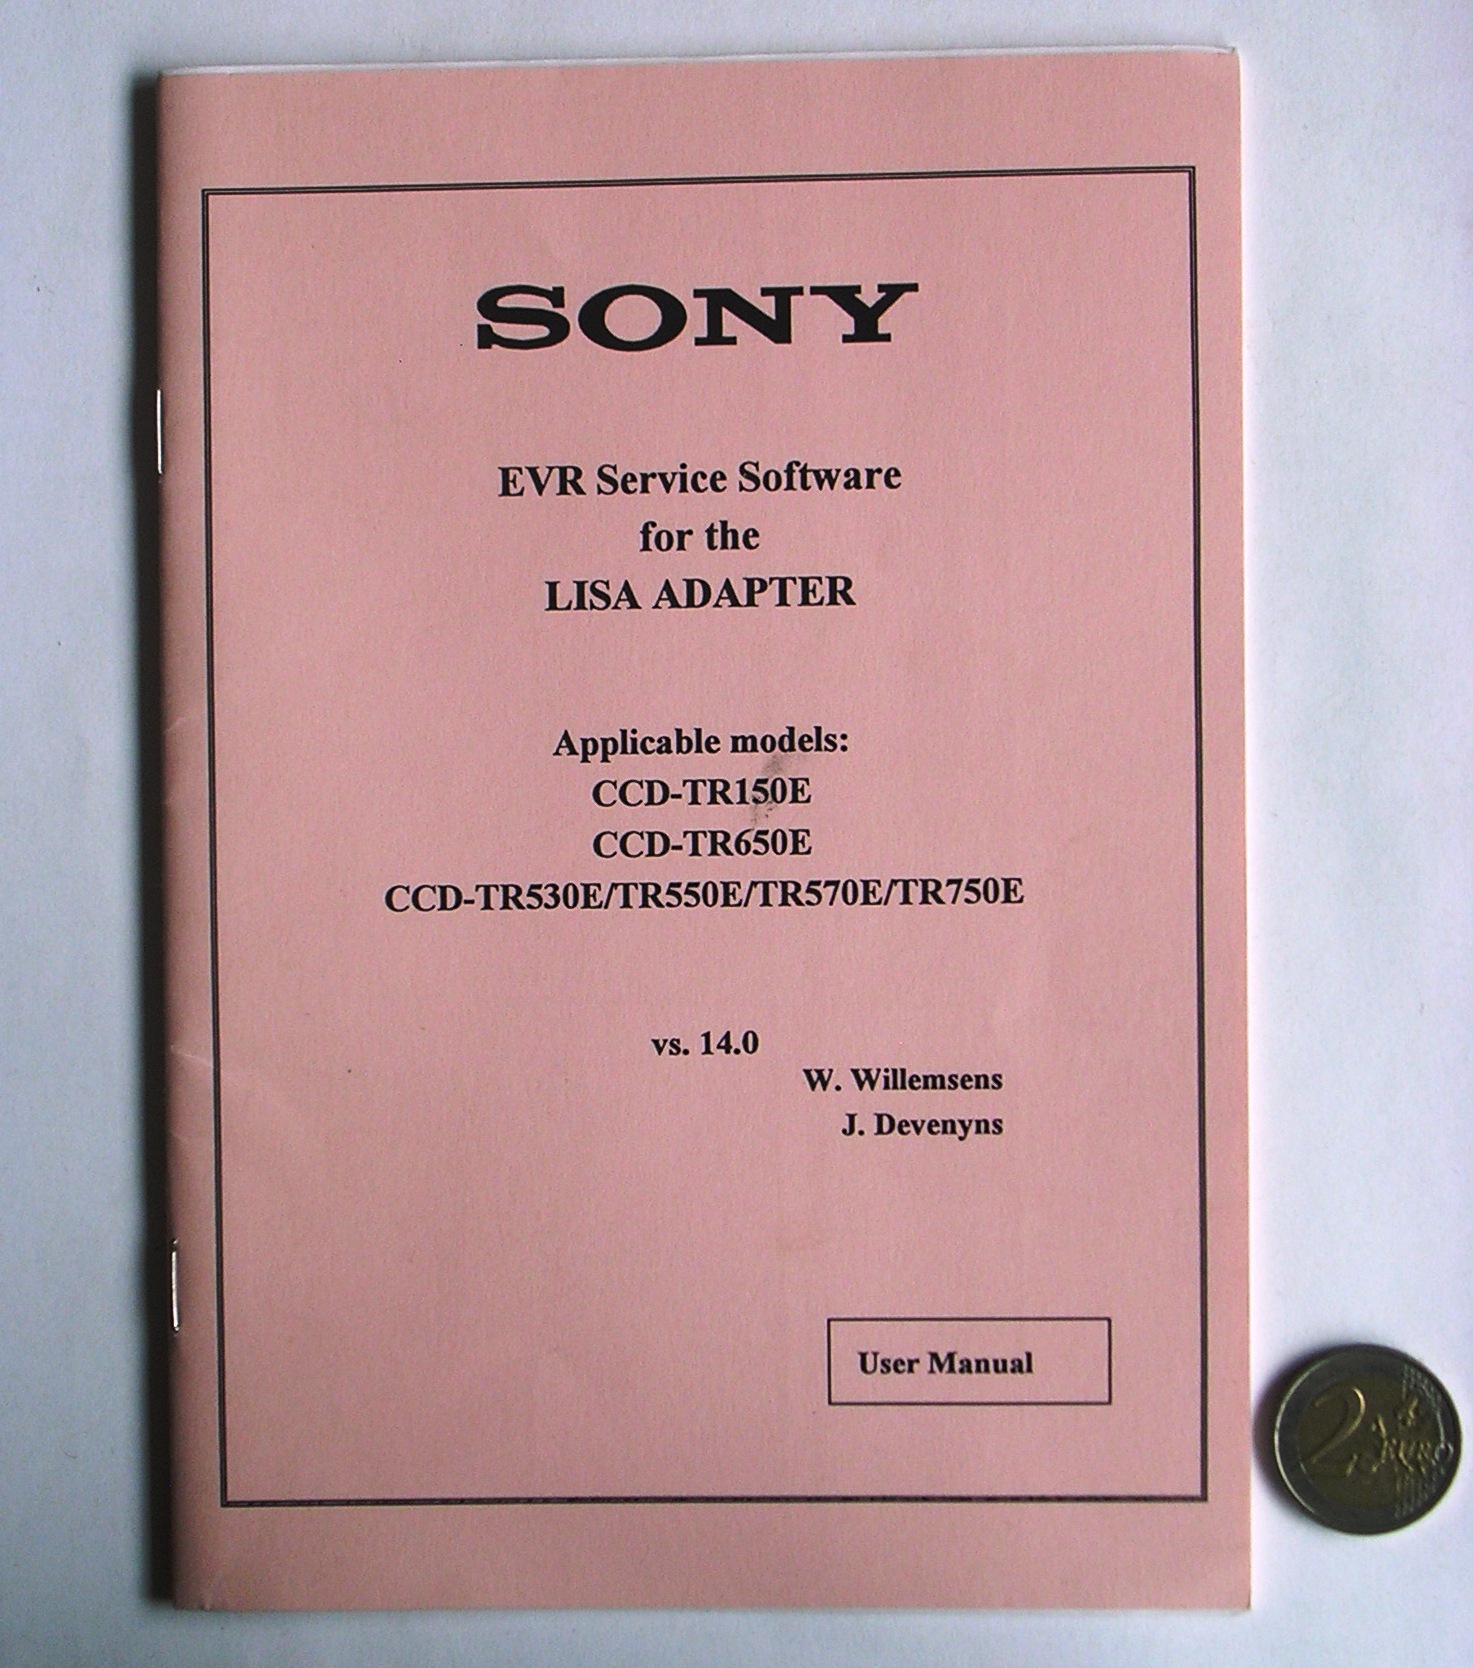 SONY
EVR Service Software
for the
LISA ADAPTER
Applicable models:
CCD-TR150E
CCD-TR650E
CCD-TR530E/TR550E/TR570E/TR750E
vs. 14.0
W. Willemsens
J. Devenyns
User Manual
2 EURO